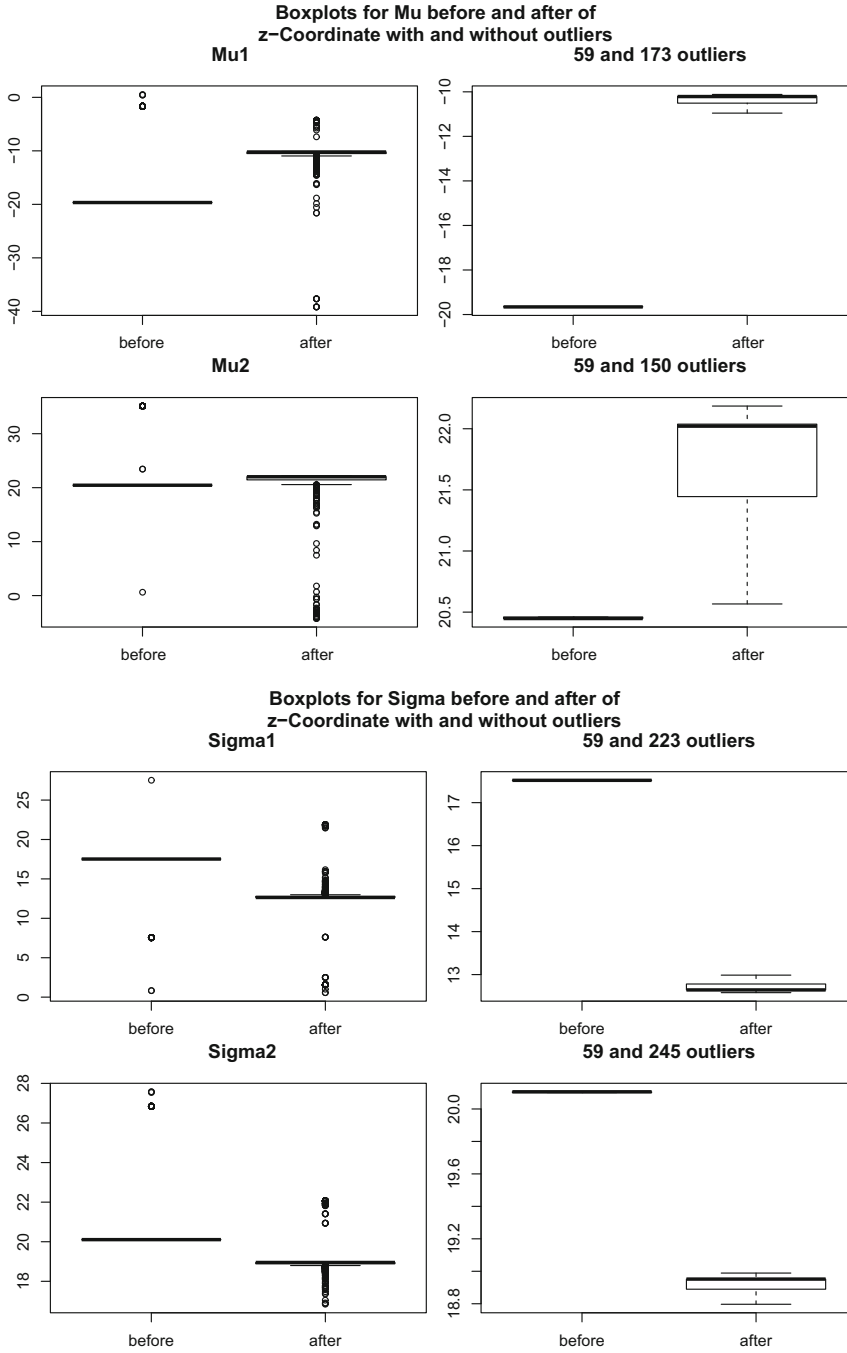 Boxplots for Mu before and after of
z−Coordinate with and without outliers
Mu1
0
−10
−20
−30
−40
before
after
59 and 173 outliers
−10
−12
−14
−16
−18
−20
before
after
Mu2
30
20
10
0
before
after
59 and 150 outliers
22.0
21.5
21.0
20.5
before
after
Boxplots for Sigma before and after of
z−Coordinate with and without outliers
Sigma1
25
20
15
10
5
0
before
after
59 and 223 outliers
17
16
15
14
13
before
after
Sigma2
28
26
24
22
20
18
before
after
59 and 245 outliers
20.0
19.6
19.2
18.8
before
after